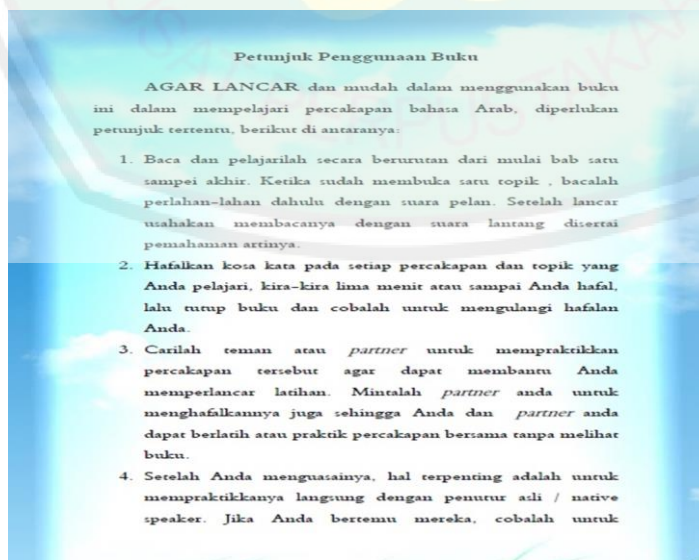 Petunjuk Penggunaan Buku
AGAR LANCAR dan mudah dalam menggunakan buku
ini dalam mempelajari percakapan bahasa Arab, diperlukan
petunjuk tertentu, berikut di antaranya:
1. Baca dan pelajarilah secara berurutan dari mulai bab satu
sampai akhir. Ketika sudah membuka satu topik , bacalah
perlahan-lahan dahulu dengan suara pelan. Setelah lancar
usahakan membacanya dengan suara lantang disertai
pemahaman artinya.
2. Hafalkan kosa kata pada setiap percakapan dan topik yang
Anda pelajari, kira-kira lima menit atau sampai Anda hafal,
lalu tutup buku dan cobalah untuk mengulangi hafalan
Anda.
3. Carilah teman atau partner untuk mempraktikkan
percakapan tersebut agar dapat membantu Anda
memperlancar latihan. Mintalah partner anda untuk
menghafalkannya juga sehingga Anda dan partner anda
dapat berlatih atau praktik percakapan bersama tanpa melihat
buku.
4. Setelah Anda menguasainya, hal terpenting adalah untuk
mempraktikkanya langsung dengan penutur asli / native
speaker. Jika Anda bertemu mereka, cobalah untuk